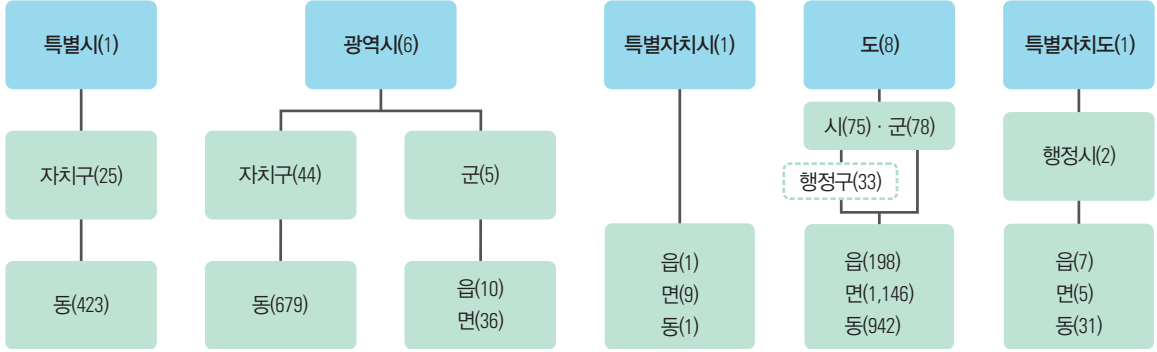 특별시(1)
광역시(6)
특별자치시(1)
도(8)
특별자치도(1)
시(75) · 군(78)
자치구(25)
자치구(44)
군(5)
행정구(33)
행정시(2)
동(423)
동(679)
읍(10)
면(36)
읍(1)
면(9)
동(1)
읍(198)
면(1,146)
동(942)
읍(7)
면(5)
동(31)